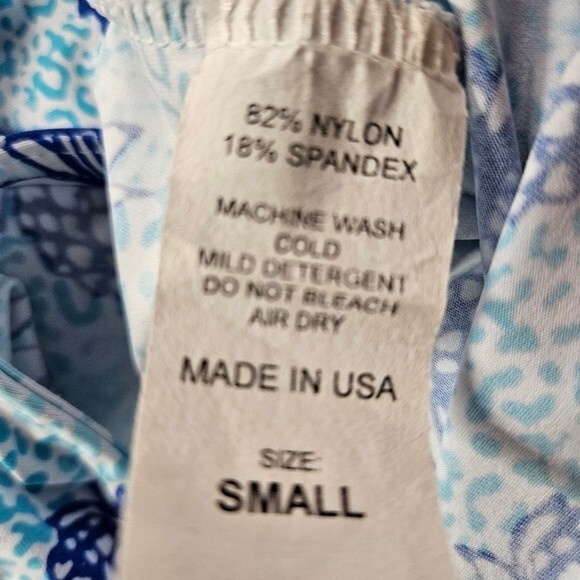 82% NYLON
18% SPANDEX
MACHINE WASH
COLD
MILD DETERGENT
DO NOT BLEACH
AIR DRY
MADE IN USA
SIZE:
SMALL